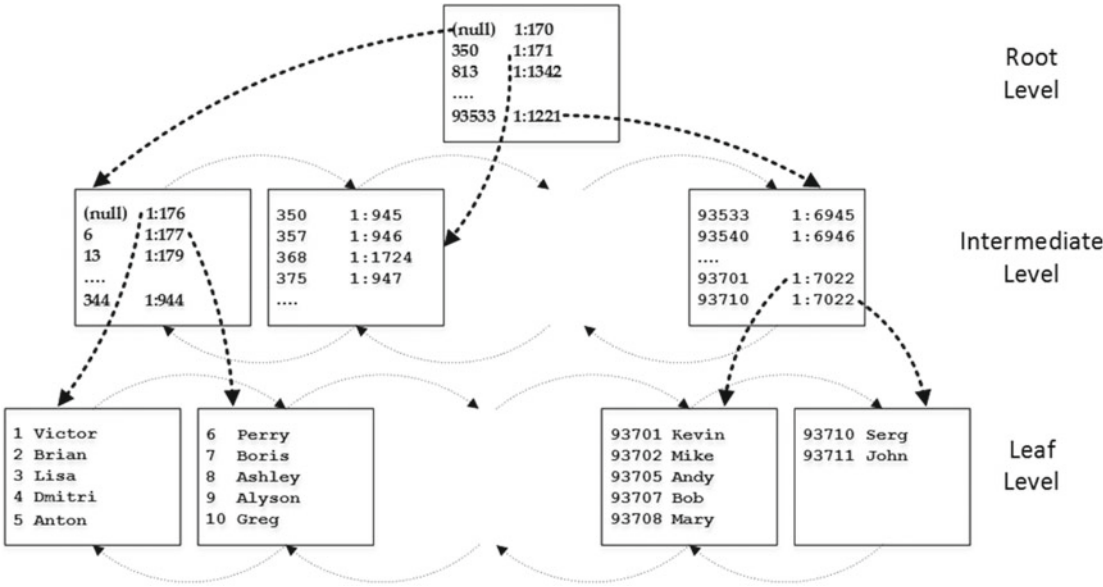 (null) 1:170
350 1:171
813 1:1342
....
93533 1:1221
Root
Level
(null) 1:176
6 1:177
13 1:179
....
344 1:944
350 1:945
357 1:946
368 1:1724
375 1:947
....
93533 1:6945
93540 1:6946
....
93701 1:7022
93710 1:7022
Intermediate
Level
1 Victor
2 Brian
3 Lisa
4 Dmitri
5 Anton
6 Perry
7 Boris
8 Ashley
9 Alyson
10 Greg
93701 Kevin
93702 Mike
93705 Andy
93707 Bob
93708 Mary
93710 Serg
93711 John
Leaf
Level